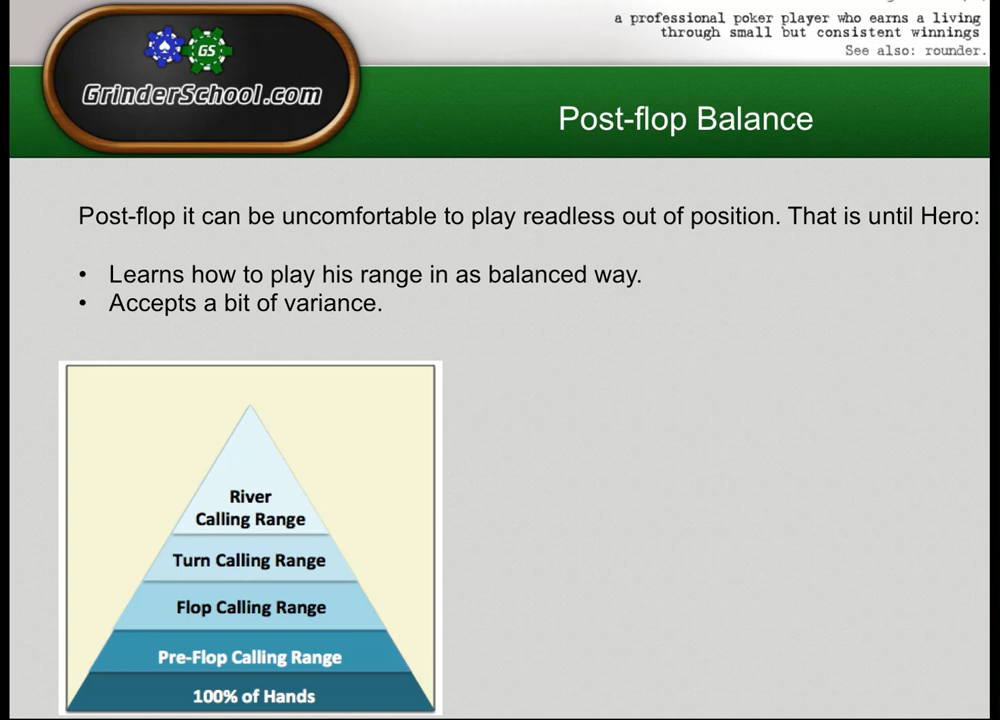 a professional poker player who earns a living
through small but consistent winnings
See also: rounder.
GS
GrinderSchool.com
Post-flop Balance
Post-flop it can be uncomfortable to play readless out of position. That is until Hero:
• Learns how to play his range in as balanced way.
• Accepts a bit of variance.
River
Calling Range
Turn Calling Range
Flop Calling Range
Pre-Flop Calling Range
100% of Hands